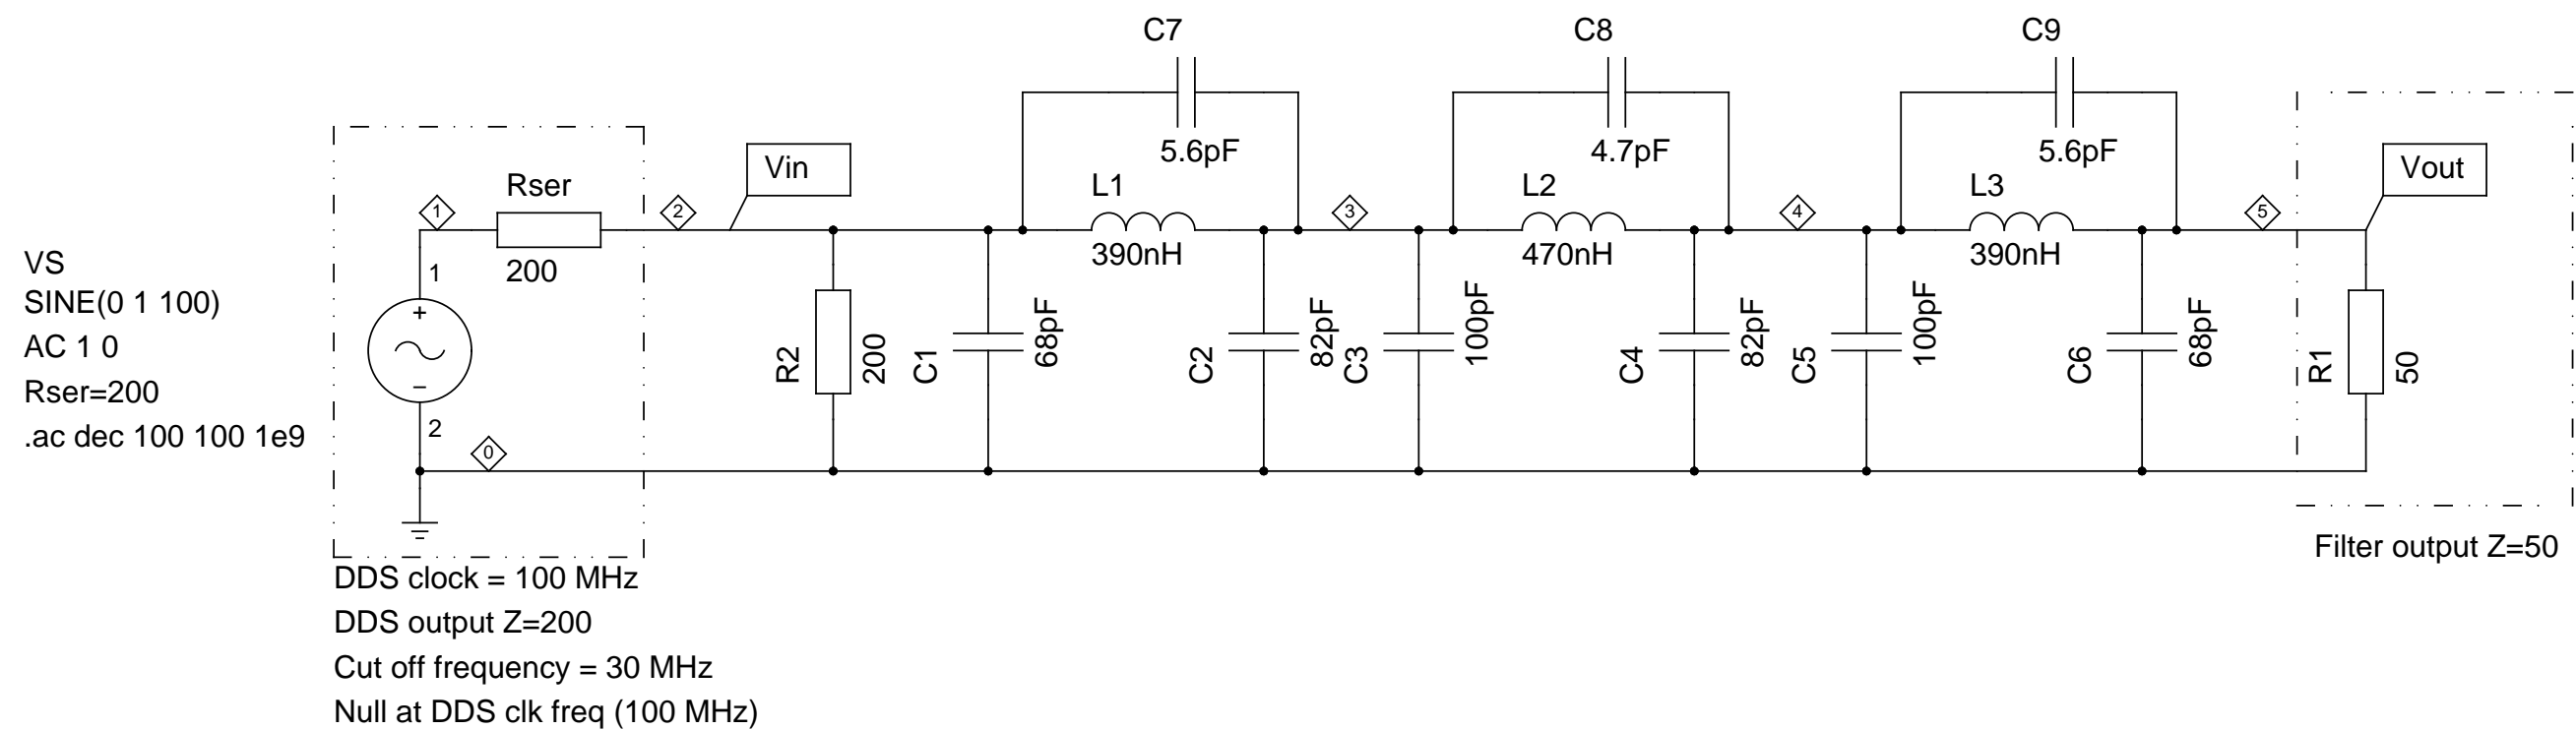 C7
C8
C9
5.6pF
4.7pF
5.6pF
Vin
Vout
Rser
L1
L2
L3
1
2
3
4
5
200
390nH
470nH
390nH
VS
SINE(0 1 100)
AC 1 0
Rser=200
.ac dec 100 100 1e9
1
+
−
2
0
R2
200
C1
68pF
C2
82pF
C3
100pF
C4
82pF
C5
100pF
C6
68pF
R1
50
Filter output Z=50
DDS clock = 100 MHz
DDS output Z=200
Cut off frequency = 30 MHz
Null at DDS clk freq (100 MHz)